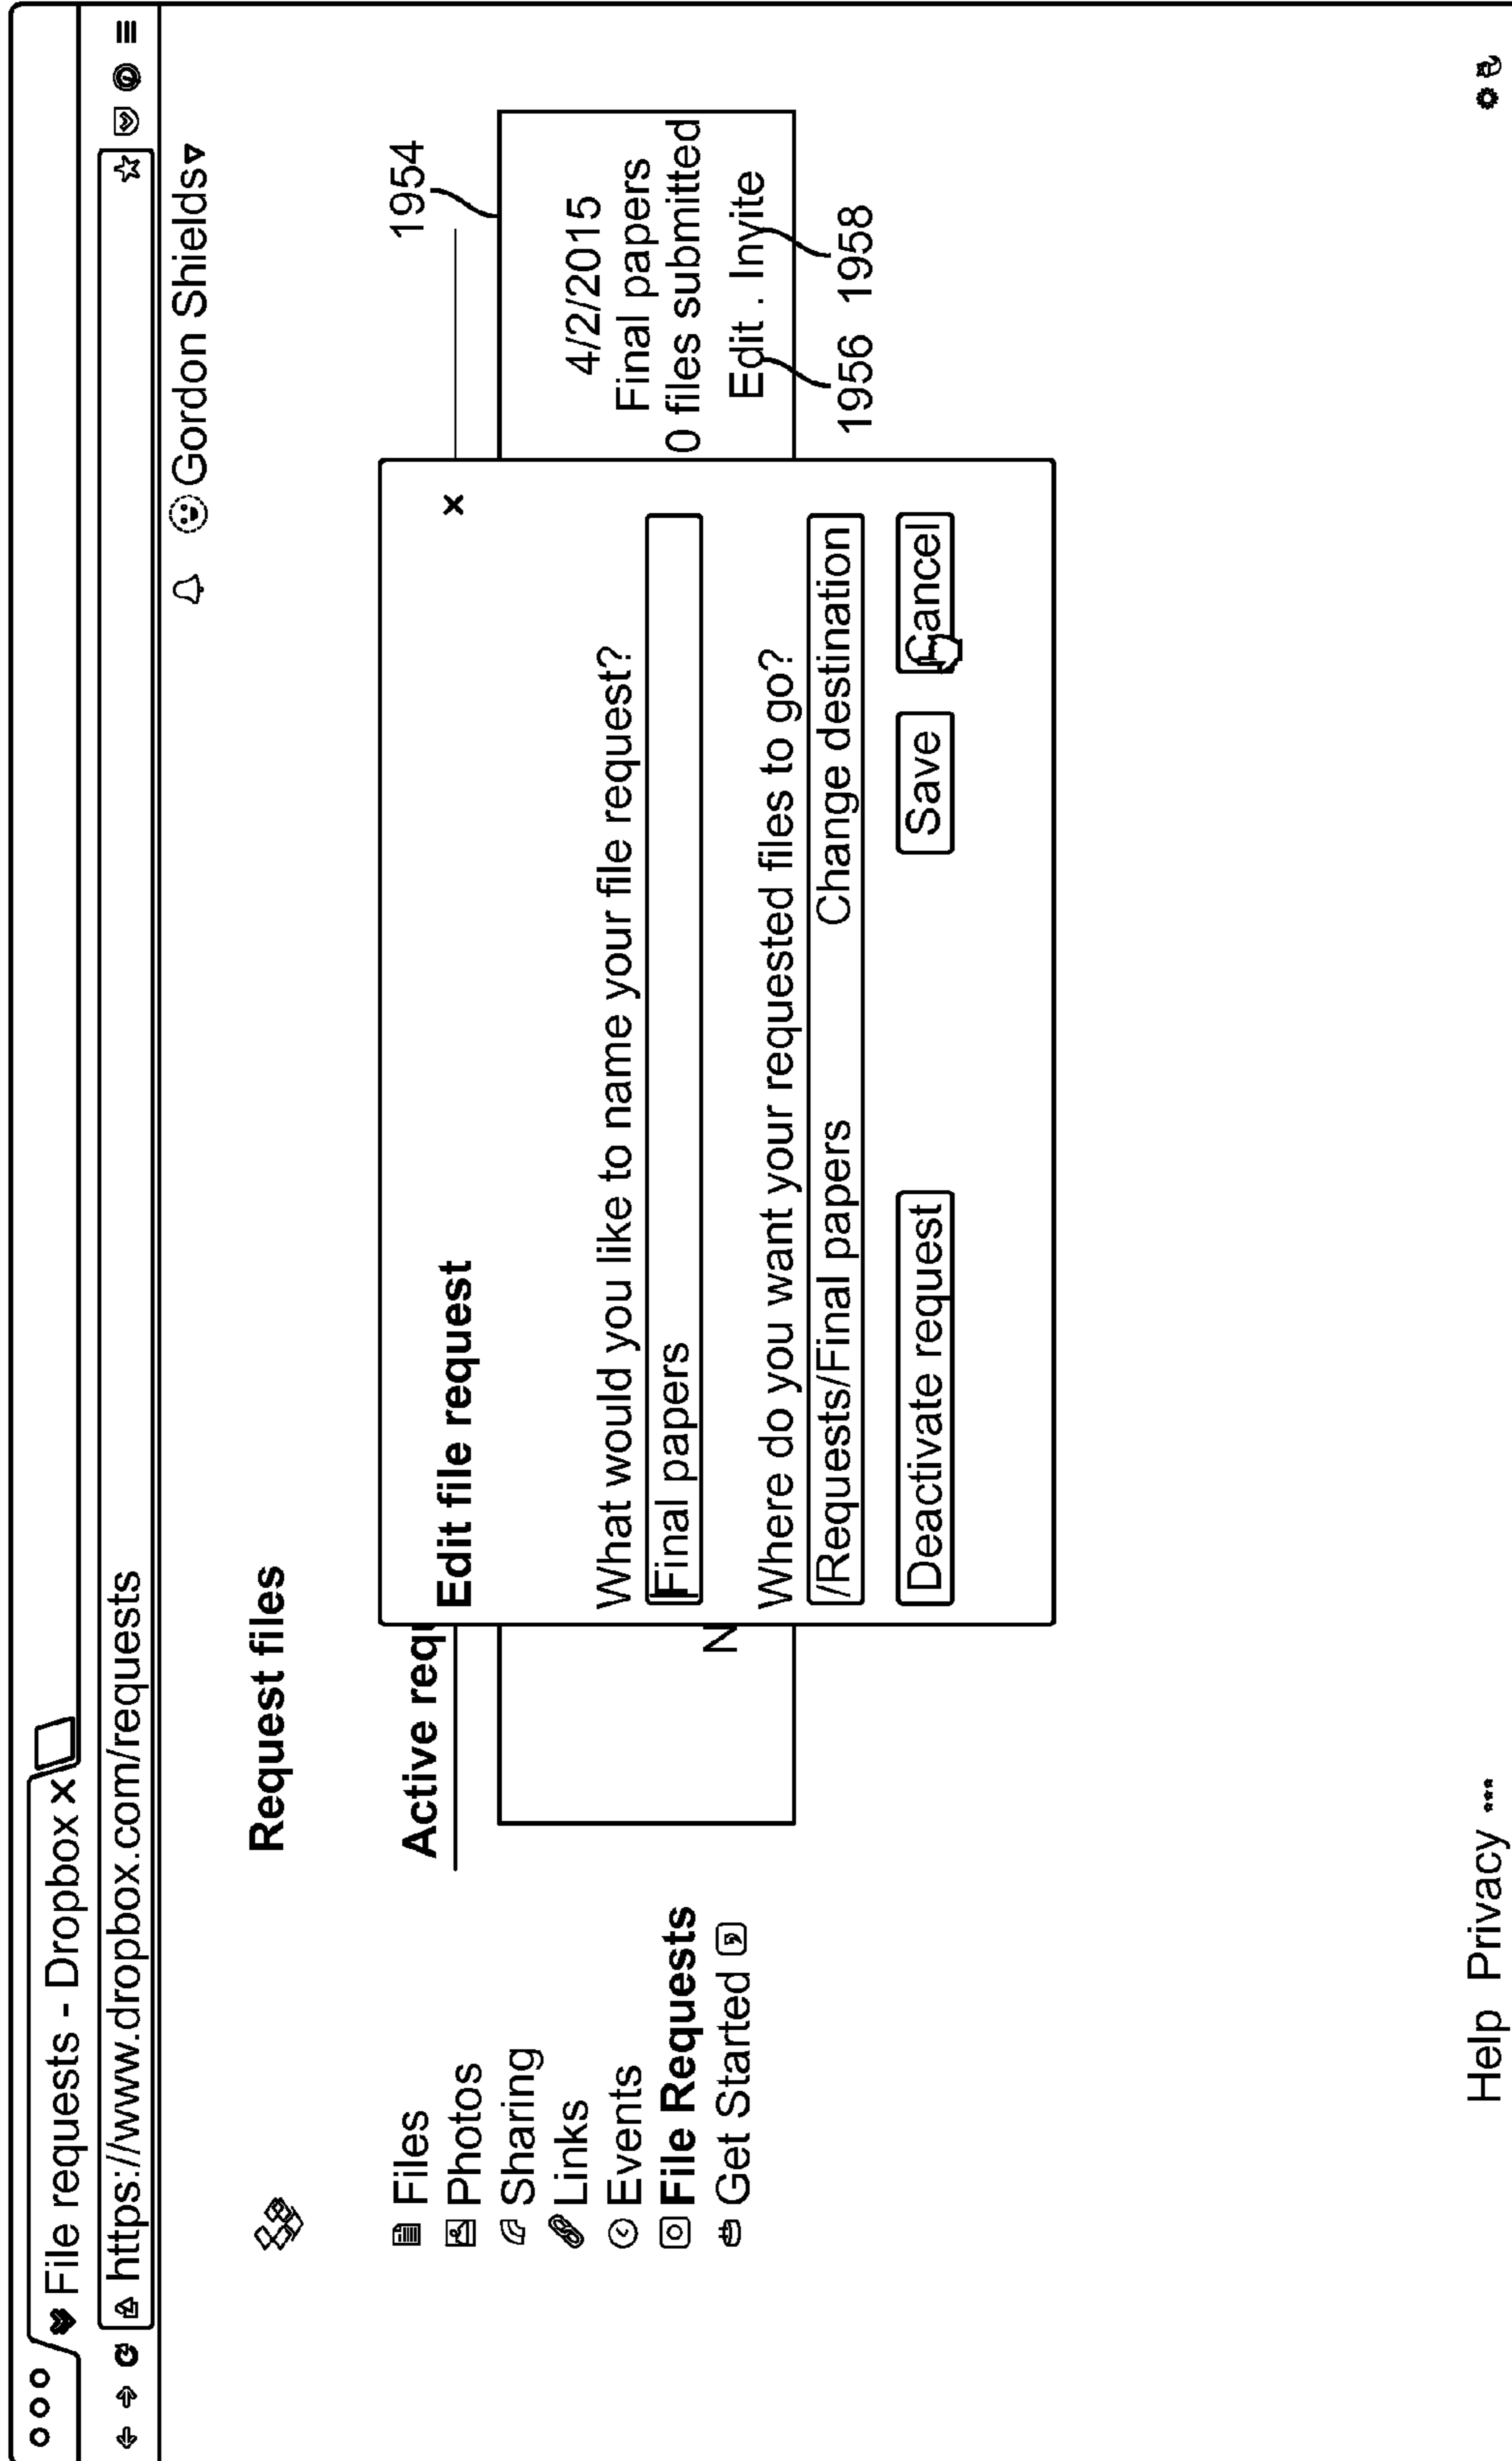 File requests - Dropbox
https://www.dropbox.com/requests
Gordon Shields
Request files
Files
Photos
Sharing
Links
Events
File Requests
Get Started
Active req
1954
4/2/2015
Final papers
0 files submitted
N
Edit . Invite
1956 1958
Edit file request
What would you like to name your file request?
Final papers
Where do you want your requested files to go?
/Requests/Final papers Change destination
Deactivate request Save Cancel
Help Privacy